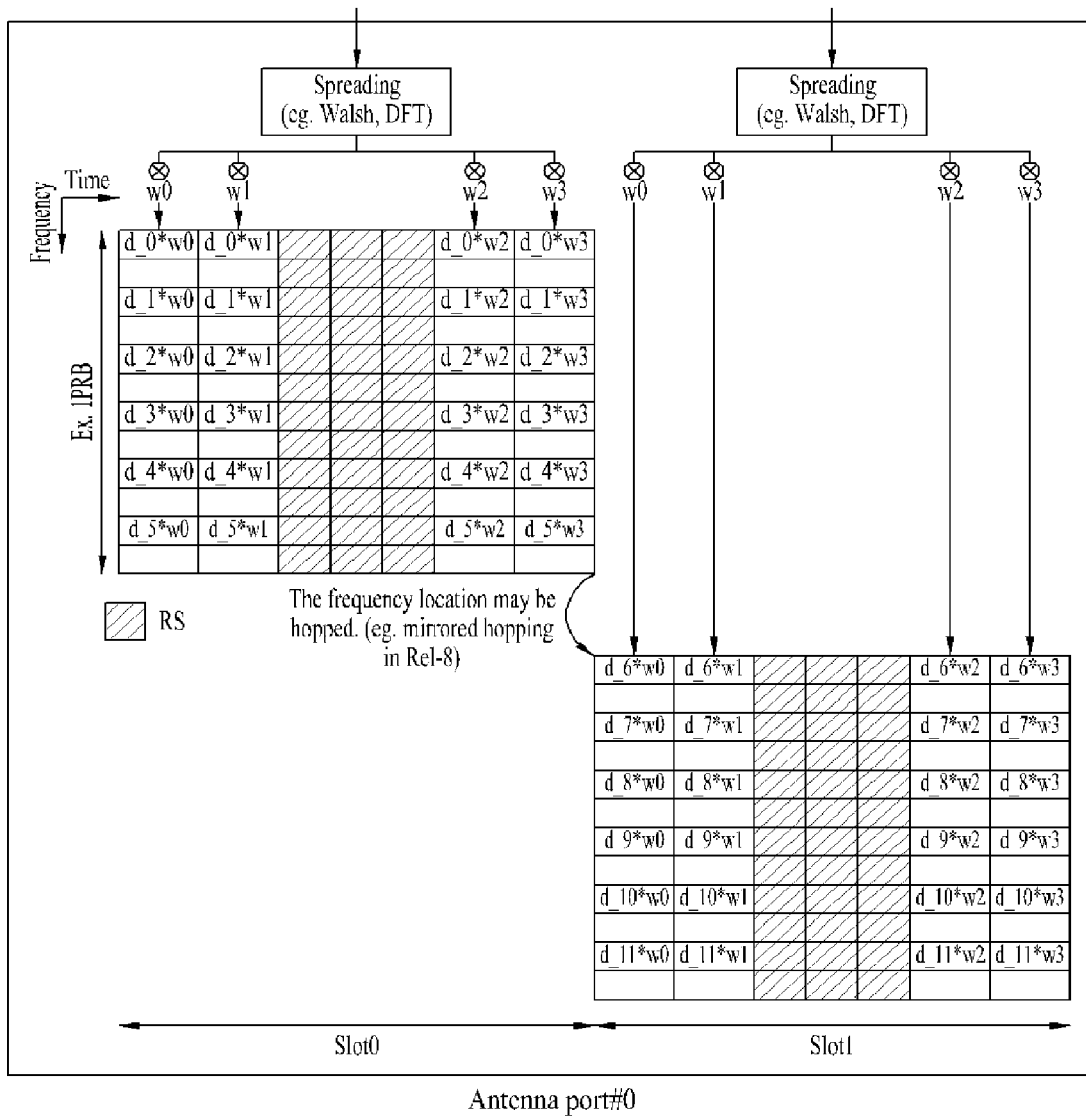 Spreading
(eg. Walsh, DFT)
Spreading
(eg. Walsh, DFT)
Time
Frequency
w0 w1 w2 w3
w0 w1 w2 w3
d_0*w0 d_0*w1 d_0*w2 d_0*w3
d_1*w0 d_1*w1 d_1*w2 d_1*w3
d_2*w0 d_2*w1 d_2*w2 d_2*w3
d_3*w0 d_3*w1 d_3*w2 d_3*w3
d_4*w0 d_4*w1 d_4*w2 d_4*w3
d_5*w0 d_5*w1 d_5*w2 d_5*w3
Ex. 1PRB
RS
The frequency location may be
hopped. (eg. mirrored hopping
in Rel-8)
d_6*w0 d_6*w1 d_6*w2 d_6*w3
d_7*w0 d_7*w1 d_7*w2 d_7*w3
d_8*w0 d_8*w1 d_8*w2 d_8*w3
d_9*w0 d_9*w1 d_9*w2 d_9*w3
d_10*w0 d_10*w1 d_10*w2 d_10*w3
d_11*w0 d_11*w1 d_11*w2 d_11*w3
Slot0
Slot1
Antenna port#0